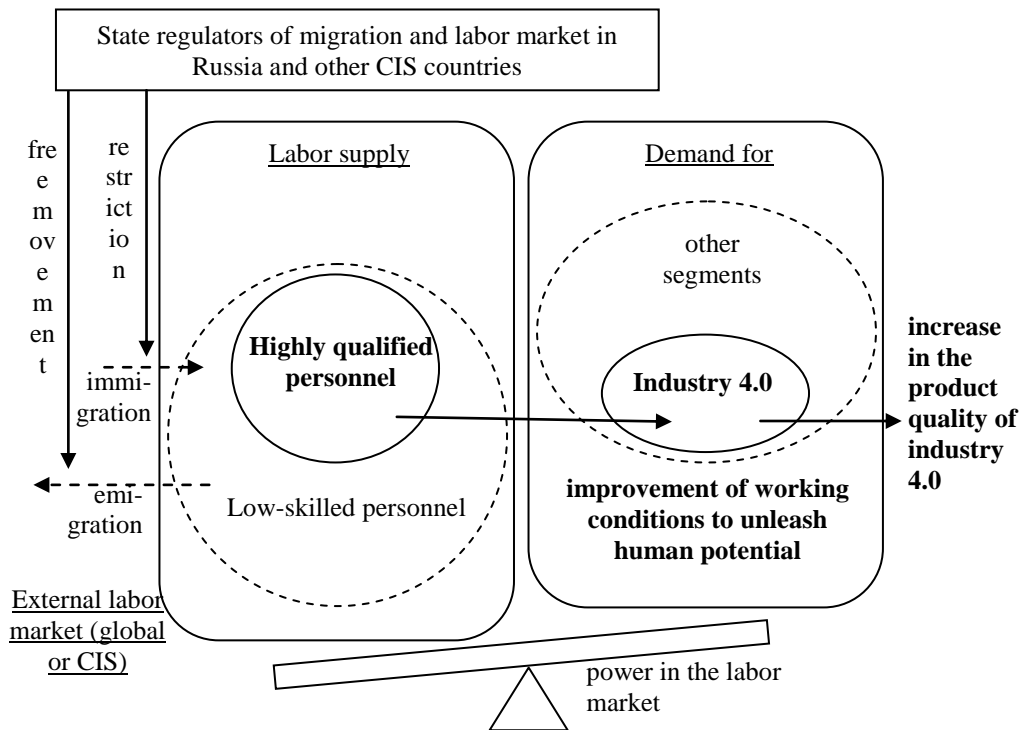 State regulators of migration and labor market in
Russia and other CIS countries
fre
e
m
ov
e
m
en
t
re
str
ict
io
n
Labor supply
Demand for
other
segments
Highly qualified
personnel
Industry 4.0
increase
in the
product
quality of
industry
4.0
immi-
gration
emi-
gration
Low-skilled personnel
improvement of working
conditions to unleash
human potential
External labor
market (global
or CIS)
power in the labor
market